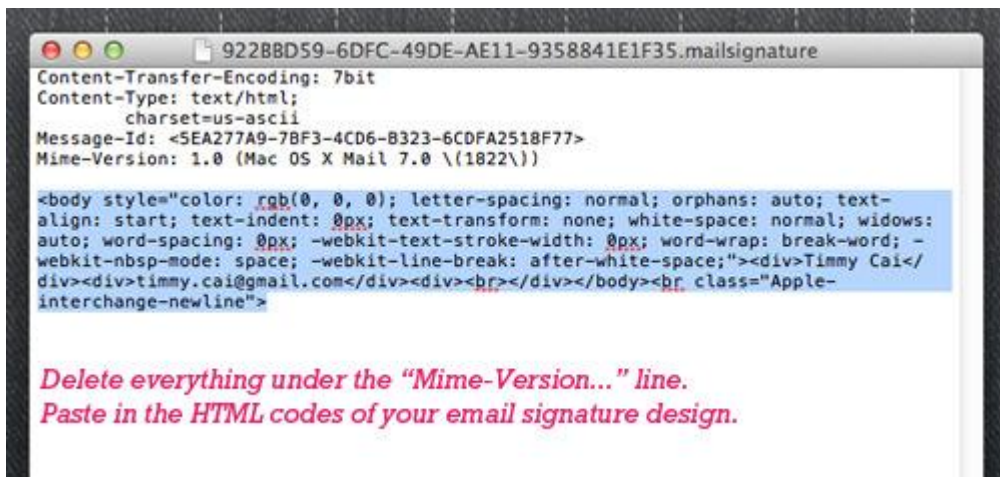 922BBD59-6DFC-49DE-AE11-9358841E1F35.mailsignature
Content-Transfer-Encoding: 7bit
Content-Type: text/html;
charset=us-ascii
Message-Id: <5EA277A9-7BF3-4CD6-8323-6CDFA2518F77>
Mime-Version: 1.0 (Mac OS X Mail 7.0 \(1822\))
<body style="color: rgb(0, 0, 0); letter-spacing: normal; orphans: auto; text-
align: start; text-indent: 0px; text-transform: none; white-space: normal; widows:
auto; word-spacing: 0px; -webkit-text-stroke-width: 0px; word-wrap: break-word; -
webkit-nbsp-mode: space; -webkit-line-break: after-white-space;"><div>Timmy Cai</
div><div>timmy.cai@gmail.com</div><div><br></div></body><br class="Apple-
interchange-newline">
Delete everything under the “Mime-Version...” line.
Paste in the HTML codes of your email signature design.